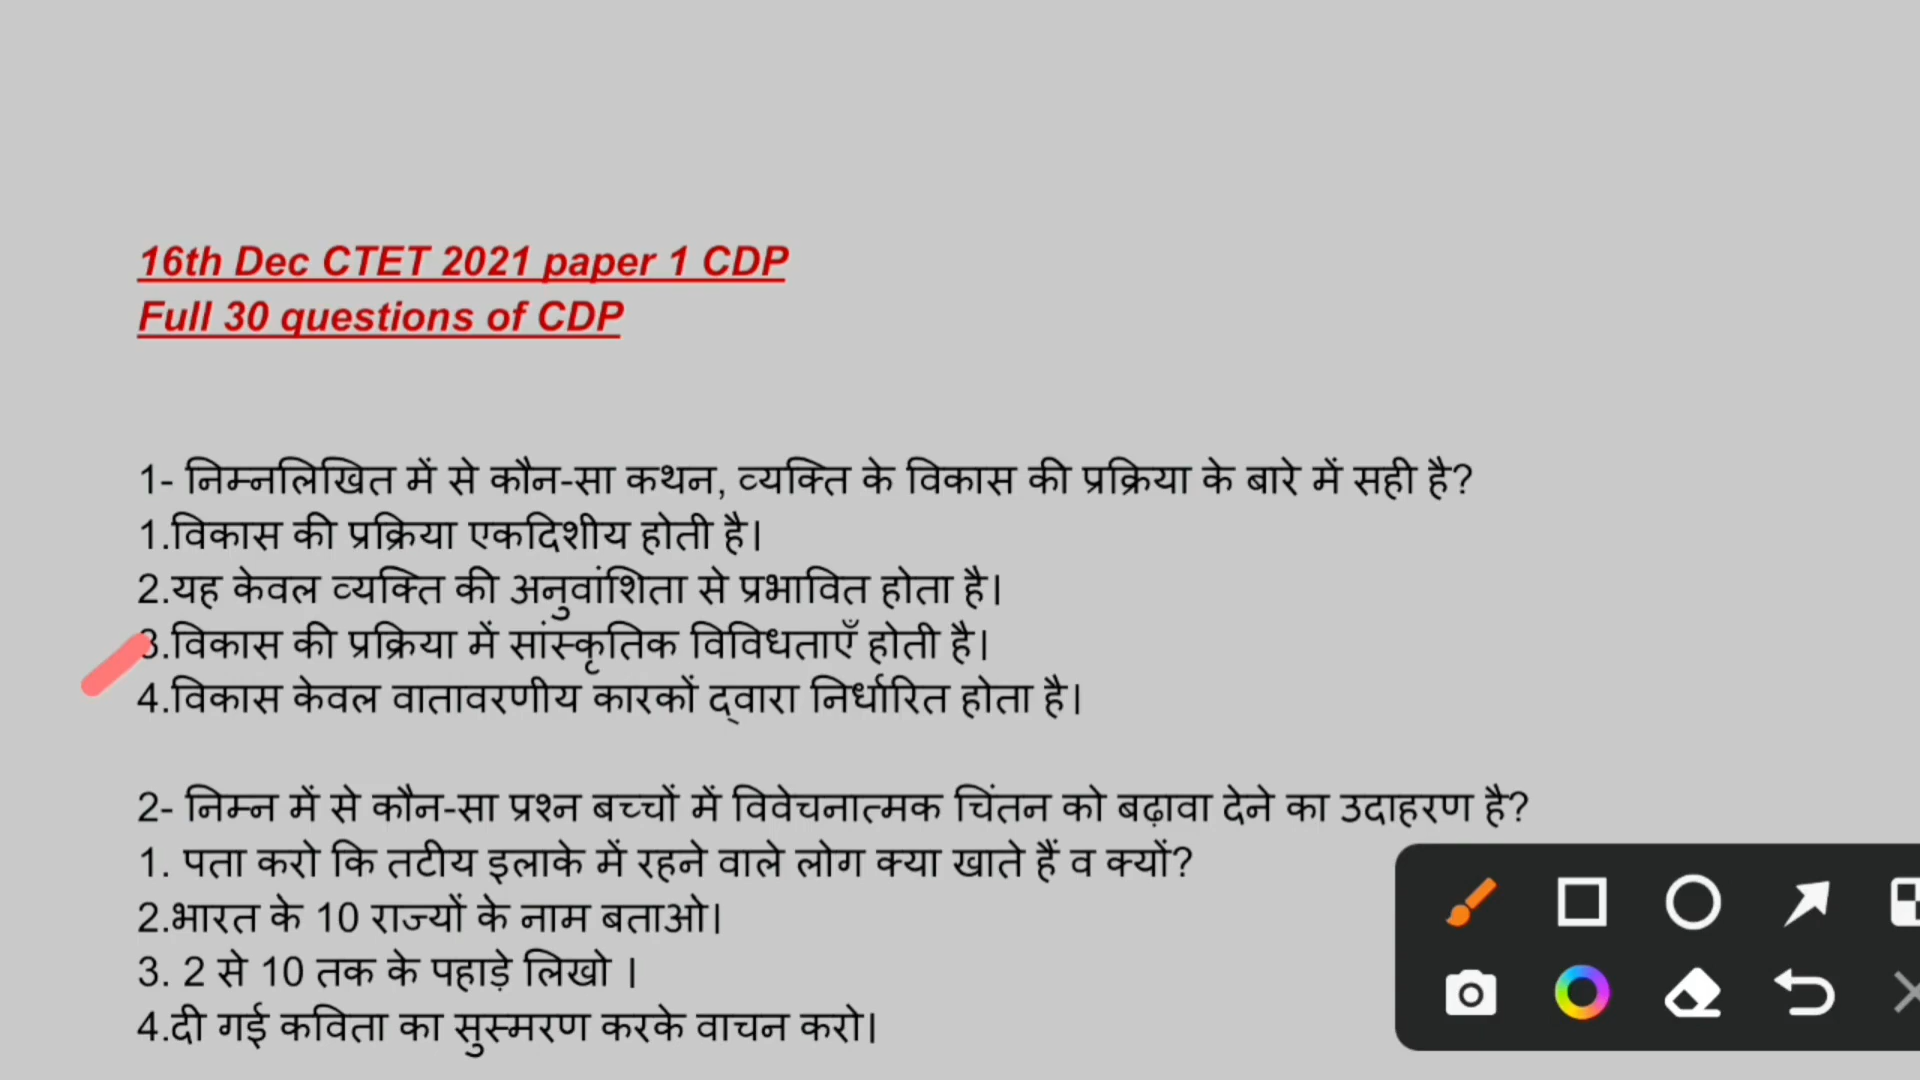 16th Dec CTET 2021 paper 1 CDP
Full 30 questions of CDP
1- निम्नलिखित में से कौन-सा कथन, व्यक्ति के विकास की प्रक्रिया के बारे में सही है?
1.विकास की प्रक्रिया एकदिशीय होती है।
2.यह केवल व्यक्ति की अनुवांशिता से प्रभावित होता है।
3.विकास की प्रक्रिया में सांस्कृतिक विविधताएँ होती है।
4.विकास केवल वातावरणीय कारकों द्वारा निर्धारित होता है।
2- निम्न में से कौन-सा प्रश्न बच्चों में विवेचनात्मक चिंतन को बढ़ावा देने का उदाहरण है?
1. पता करो कि तटीय इलाके में रहने वाले लोग क्या खाते हैं व क्यों?
2.भारत के 10 राज्यों के नाम बताओ।
3. 2 से 10 तक के पहाड़े लिखो ।
4.दी गई कविता का सुस्मरण करके वाचन करो।